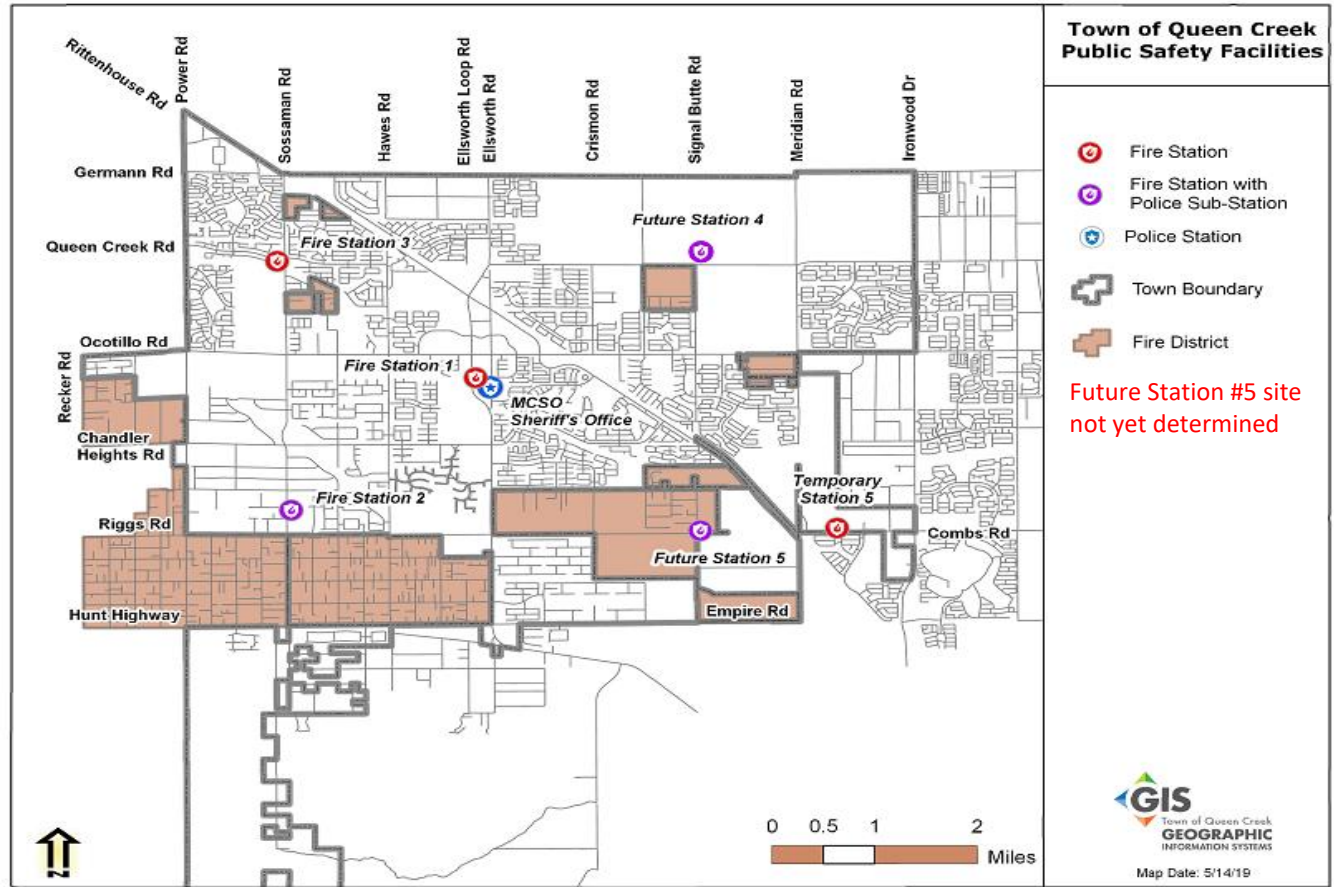 Town of Queen Creek
Public Safety Facilities
Fire Station
Fire Station with
Police Sub-Station
Police Station
Town Boundary
Fire District
Future Station #5 site
not yet determined
Rittenhouse Rd
Power Rd
Sossaman Rd
Hawes Rd
Ellsworth Loop Rd
Ellsworth Rd
Crismon Rd
Signal Butte Rd
Meridian Rd
Ironwood Dr
Germann Rd
Queen Creek Rd
Ocotillo Rd
Recker Rd
Chandler
Heights Rd
Riggs Rd
Hunt Highway
Fire Station 3
Future Station 4
Fire Station 1
MCSO
Sheriff's Office
Fire Station 2
Temporary
Station 5
Combs Rd
Future Station 5
Empire Rd
0 0.5 1 2
Miles
N
GIS
Town of Queen Creek
GEOGRAPHIC
INFORMATION SYSTEMS
Map Date: 5/14/19